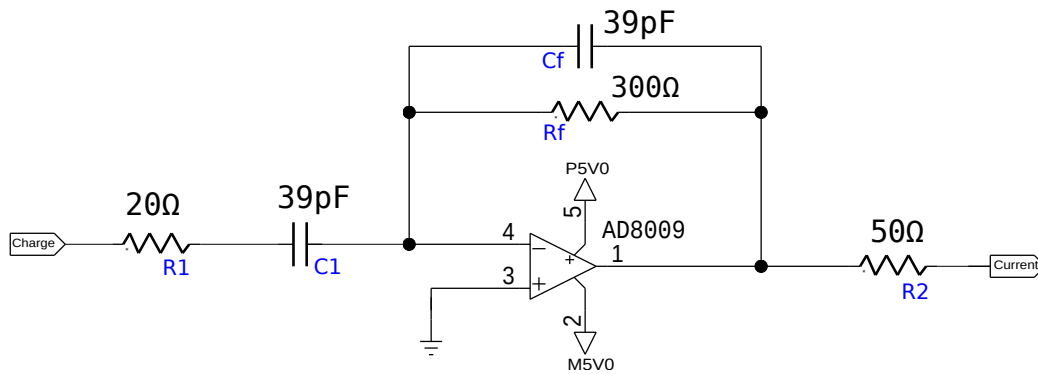 39pF
Cf
300Ω
Rf
P5V0
5
39pF
20Ω
AD8009
50Ω
4
1
Charge
R1
C1
3
Current
R2
2
M5V0